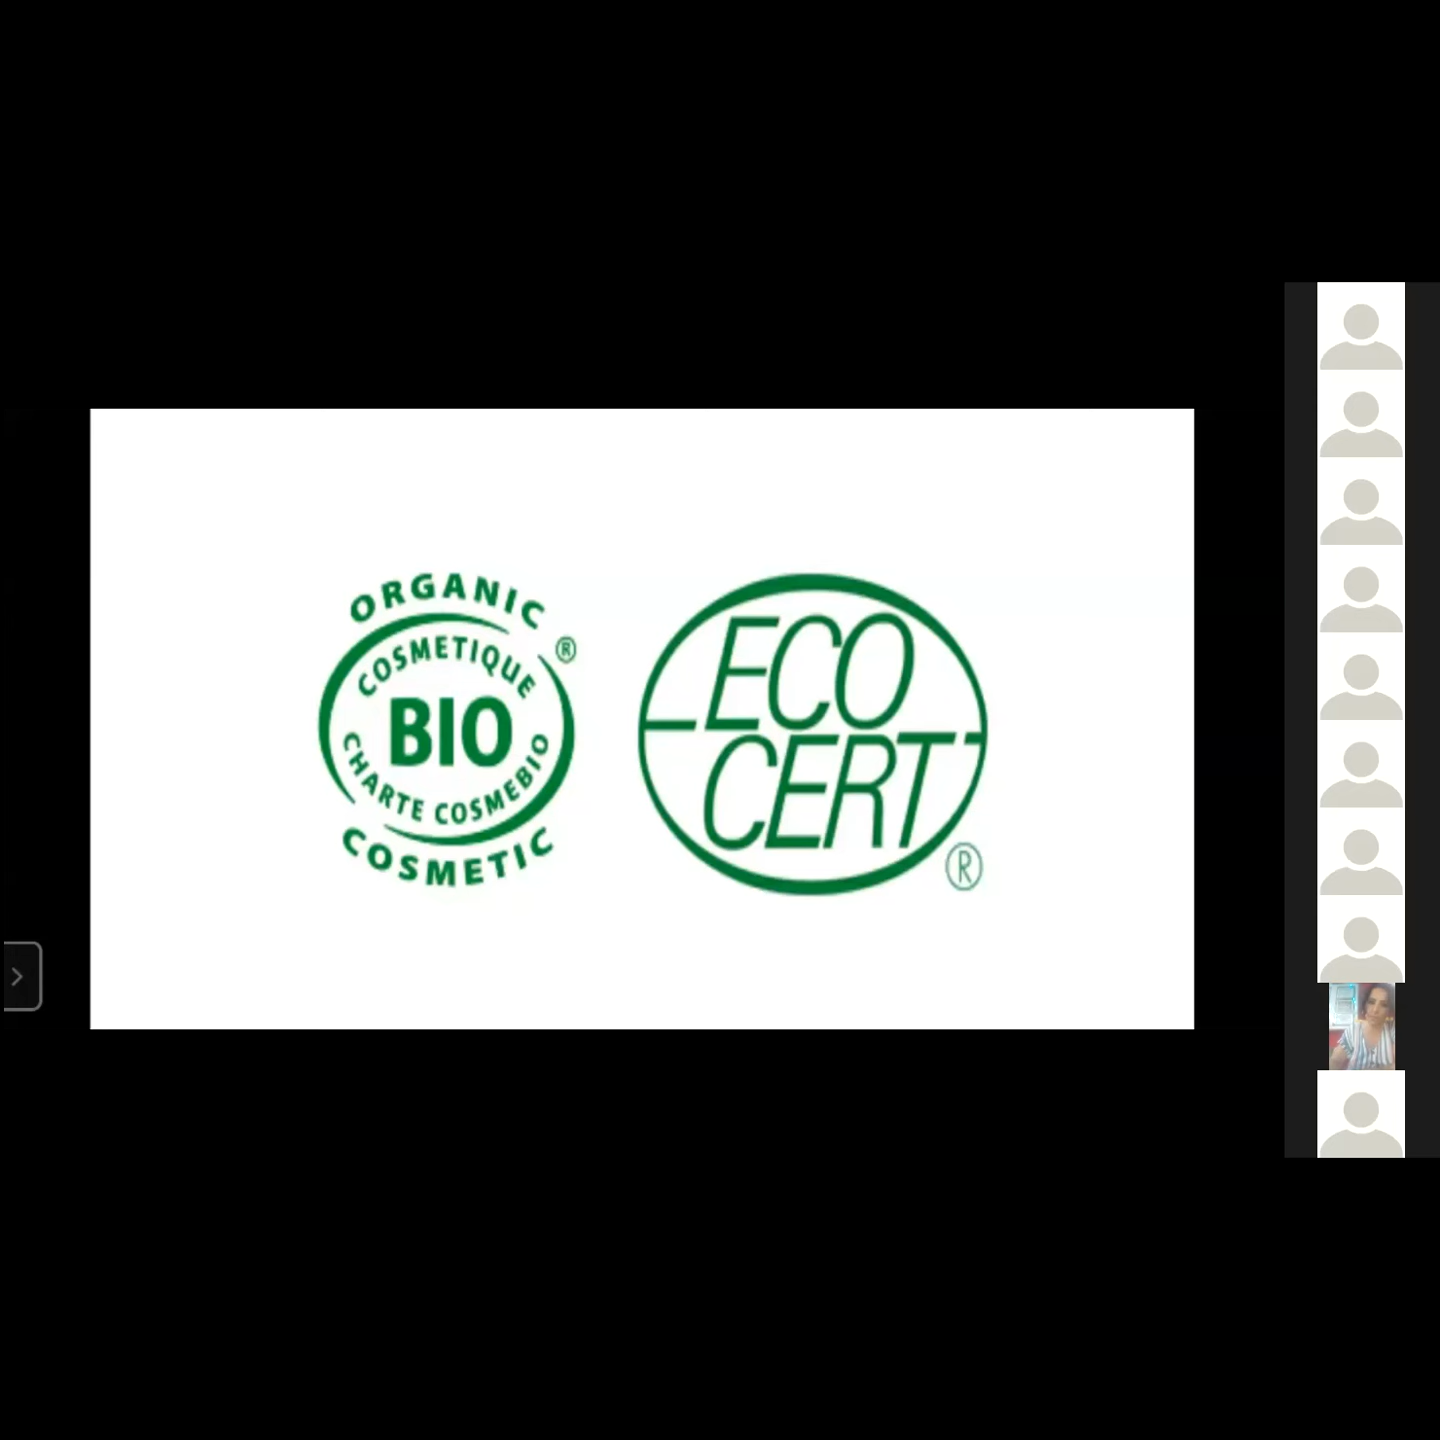 ORGANIC
COSMETIQUE
®
BIO
CHARTE COSMEBIO
COSMETIC
ECO
CERT
®